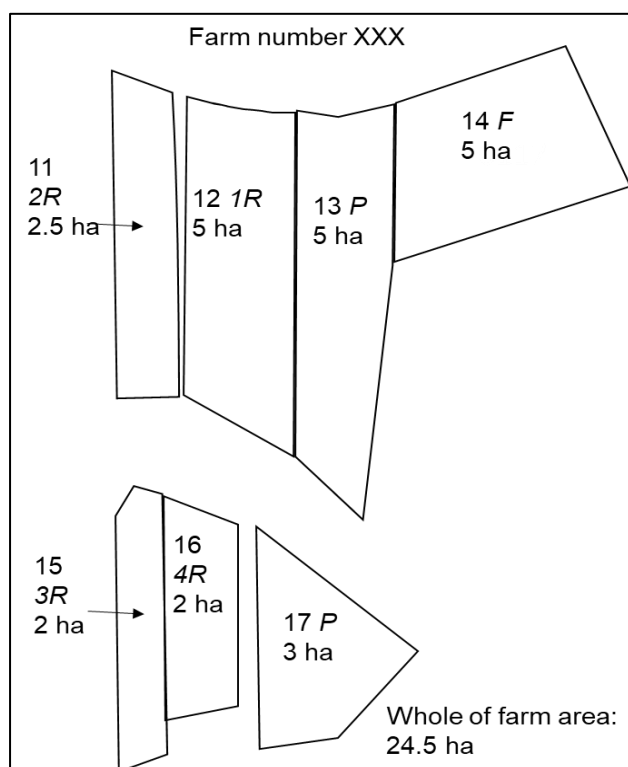 Farm number XXX
14 F
5 ha
11
2R
2.5 ha
12 1R
5 ha
13 P
5 ha
15
3R
2 ha
16
4R
2 ha
17 P
3 ha
Whole of farm area:
24.5 ha